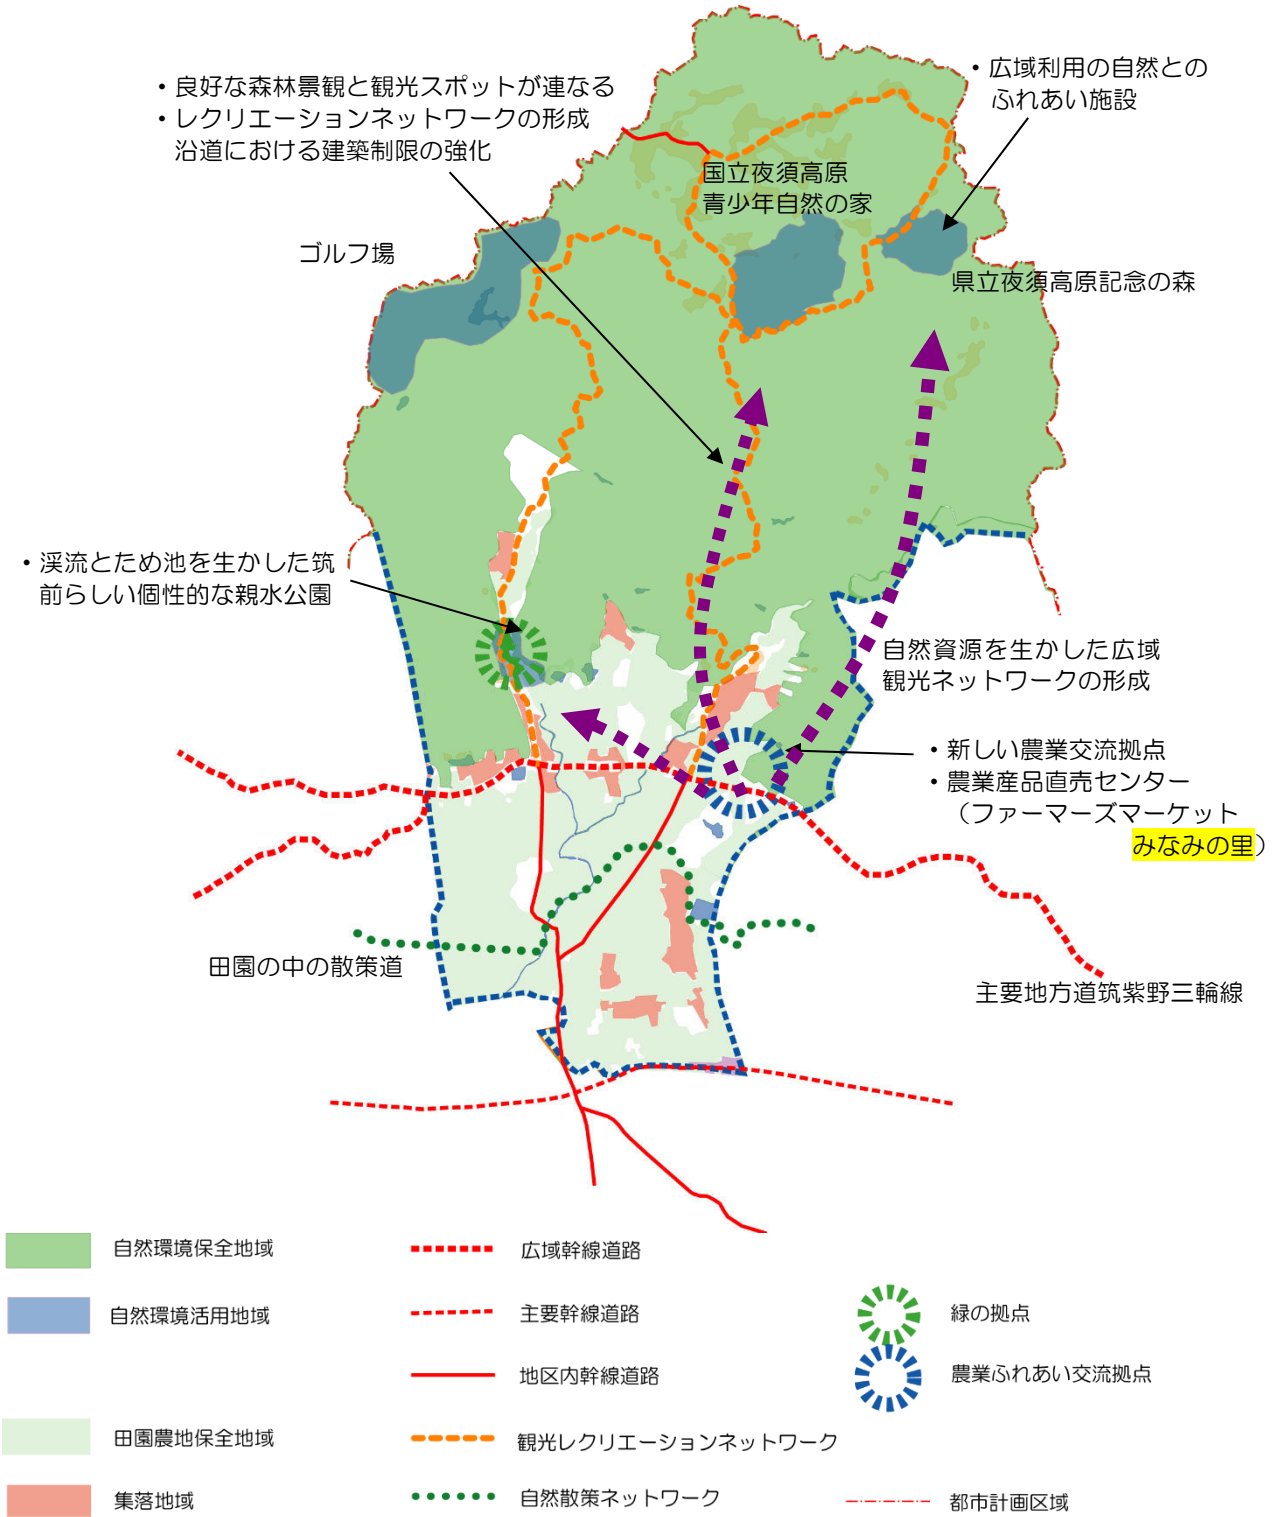 ・良好な森林景観と観光スポットが連なる
・レクリエーションネットワークの形成
沿道における建築制限の強化
・広域利用の自然との
ふれあい施設
国立夜須高原
青少年自然の家
ゴルフ場
県立夜須高原記念の森
・渓流とため池を生かした筑
前らしい個性的な親水公園
自然資源を生かした広域
観光ネットワークの形成
・新しい農業交流拠点
・農業産品直売センター
（ファーマーズマーケット
みなみの里）
田園の中の散策道
主要地方道筑紫野三輪線
自然環境保全地域
自然環境活用地域
田園農地保全地域
集落地域
広域幹線道路
主要幹線道路
地区内幹線道路
観光レクリエーションネットワーク
自然散策ネットワーク
緑の拠点
農業ふれあい交流拠点
都市計画区域